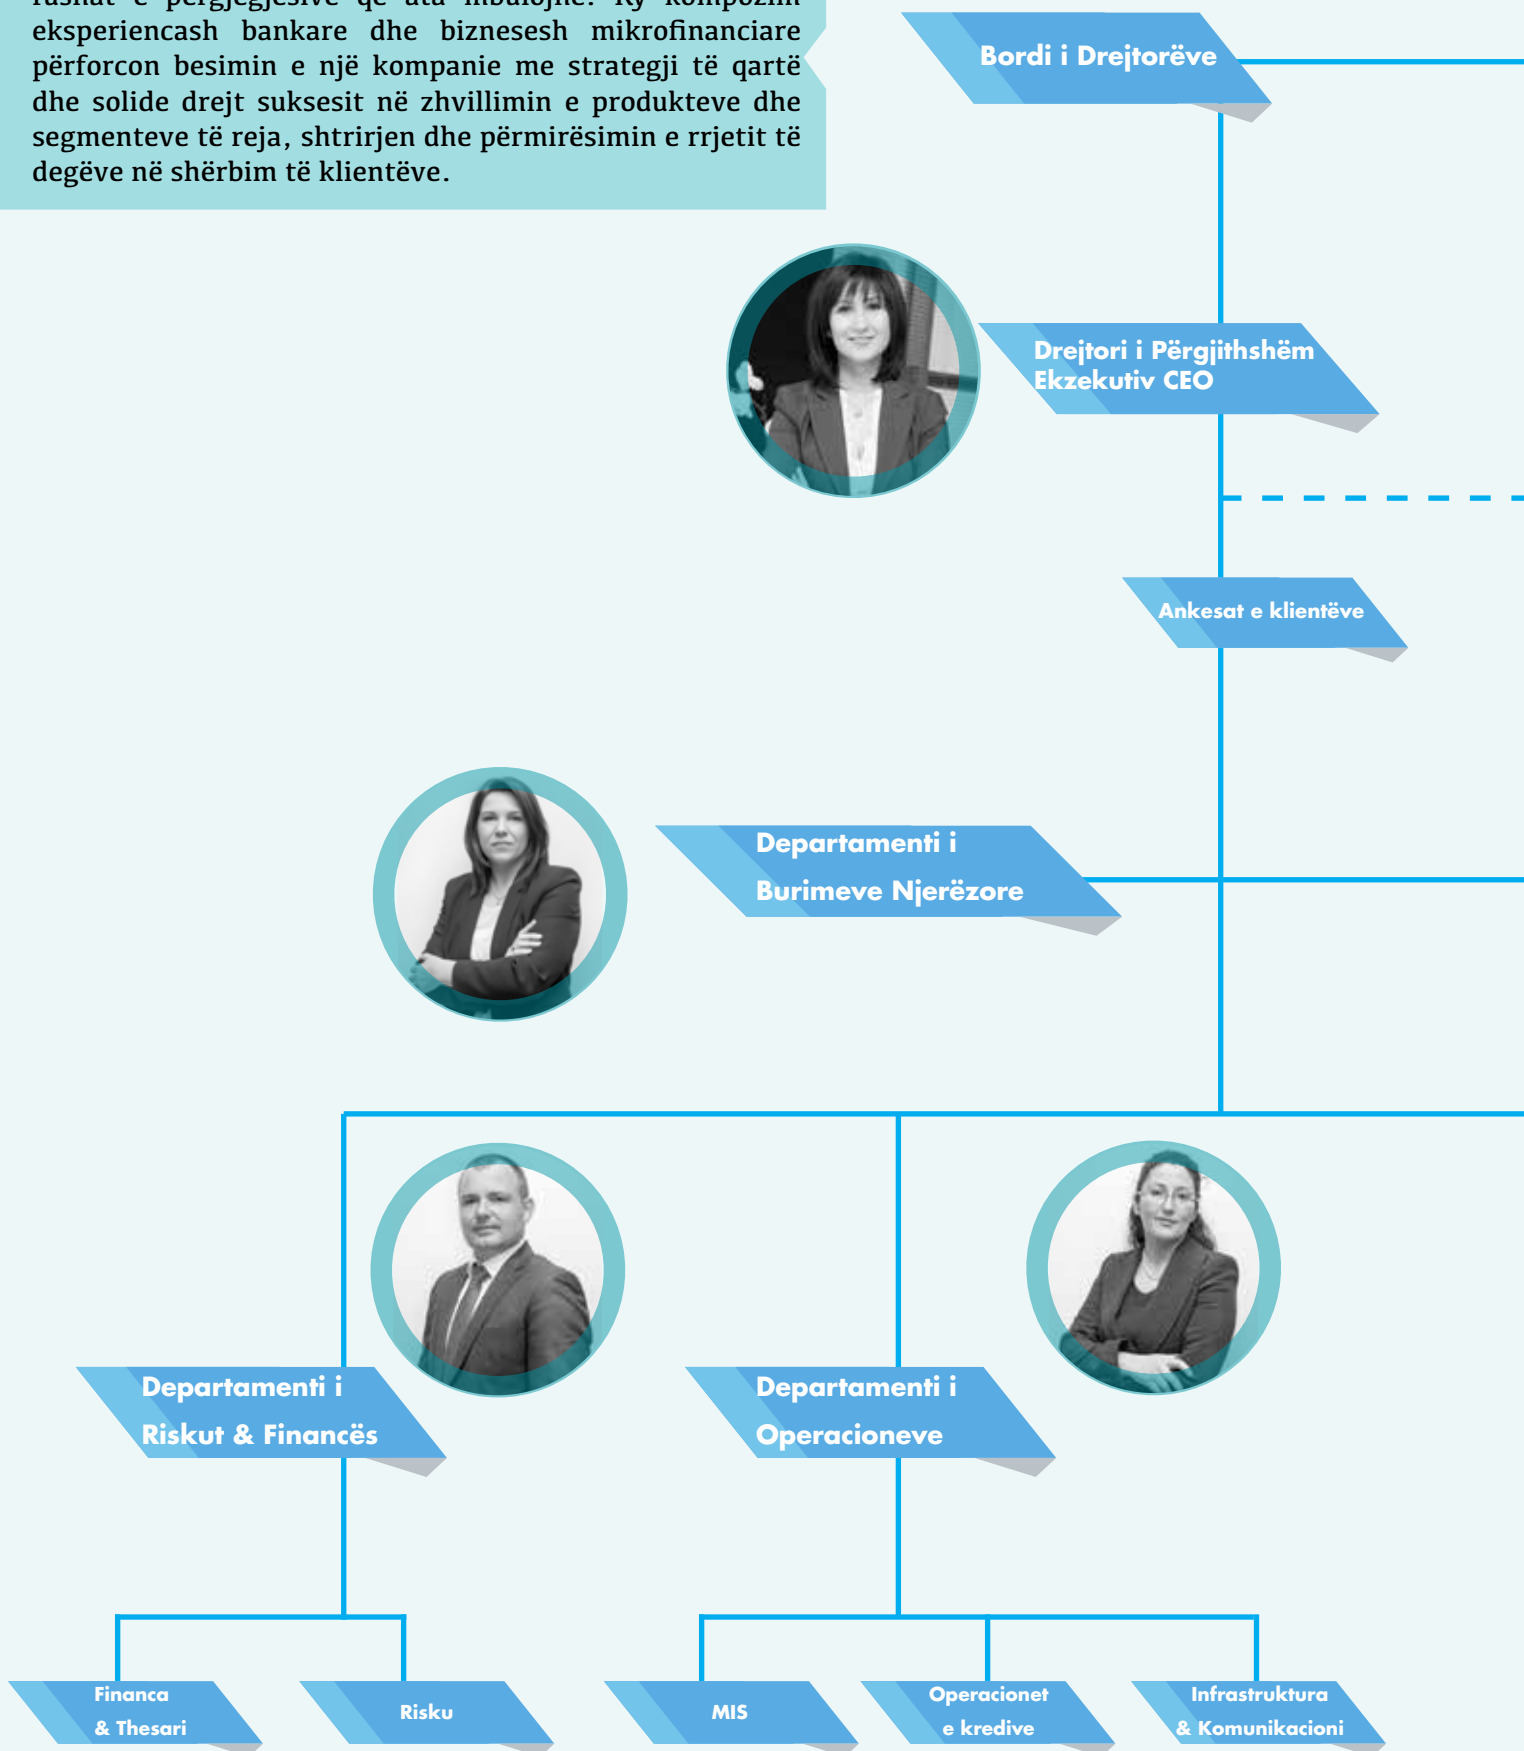 eksperiencash bankare dhe biznesesh mikrofinanciare
përforcon besimin e një kompanie me strategji të qartë
dhe solide drejt suksesit në zhvillimin e produkteve dhe
segmenteve të reja, shtrirjen dhe përmirësimin e rrjetit të
degëve në shërbim të klientëve.
Bordi i Drejtorëve
Drejtori i Përgjithshëm
Ekzekutiv CEO
Ankesat e klientëve
Departamenti i
Burimeve Njerëzore
Departamenti i
Riskut & Financës
Departamenti i
Operacioneve
Financa
& Thesari
Risku
MIS
Operacionet
e kredive
Infrastruktura
& Komunikacioni